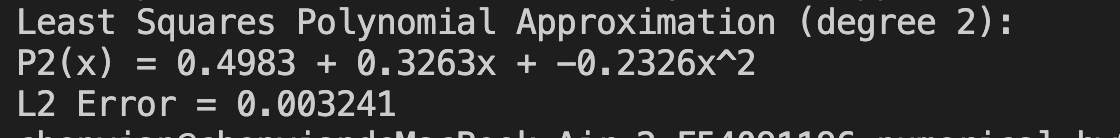 Least Squares Polynomial Approximation (degree 2):
P2(x) = 0.4983 + 0.3263x + -0.2326x^2
L2 Error = 0.003241